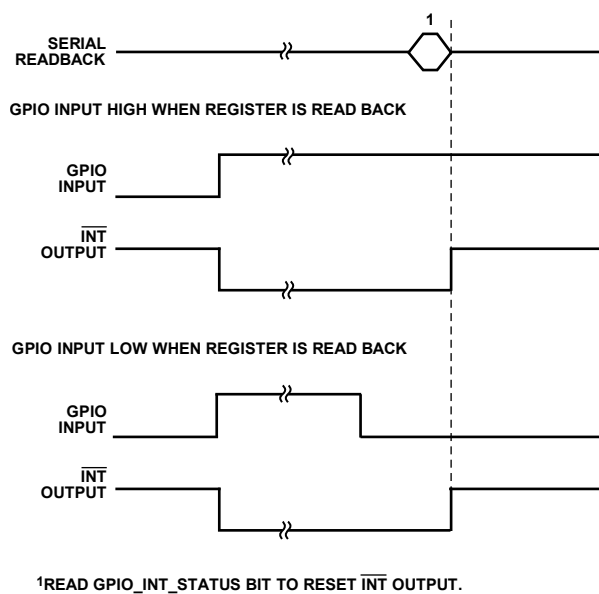 1
SERIAL
READBACK
GPIO INPUT HIGH WHEN REGISTER IS READ BACK
GPIO
INPUT
INT
OUTPUT
GPIO INPUT LOW WHEN REGISTER IS READ BACK
GPIO
INPUT
INT
OUTPUT
1READ GPIO_INT_STATUS BIT TO RESET INT OUTPUT.